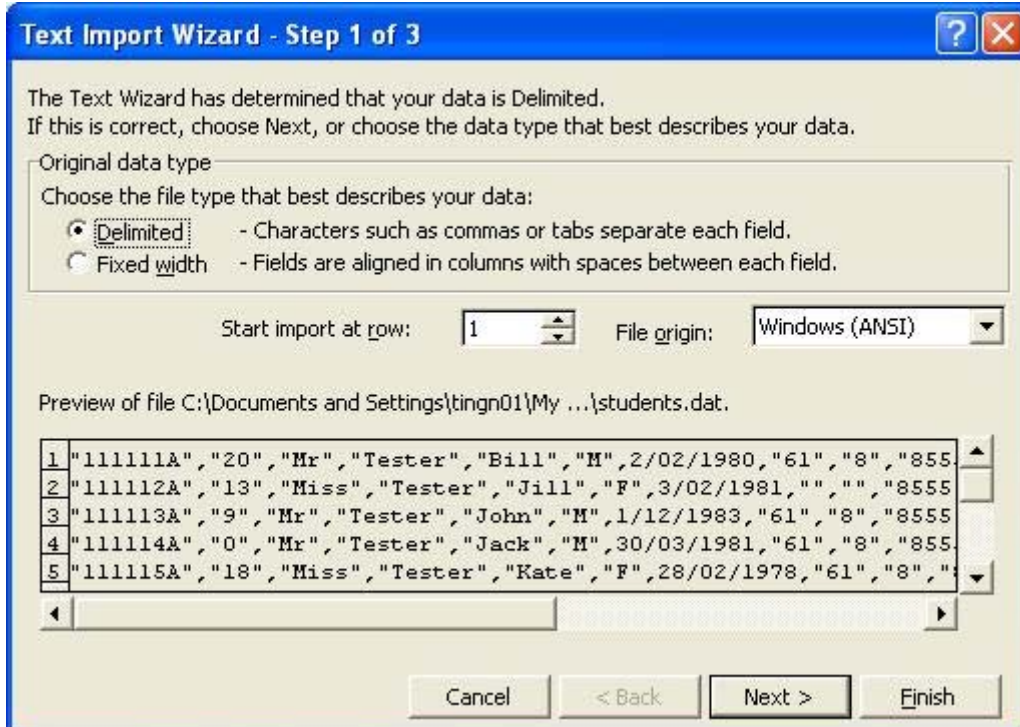 Text Import Wizard - Step 1 of 3
The Text Wizard has determined that your data is Delimited.
If this is correct, choose Next, or choose the data type that best describes your data.
Original data type
Choose the file type that best describes your data:
Delimited - Characters such as commas or tabs separate each field.
Fixed width - Fields are aligned in columns with spaces between each field.
Start import at row: 1 File origin: Windows (ANSI)
Preview of file C:\Documents and Settings\tingn01\My ...\students.dat.
1 "111111A","20","Mr","Tester","Bill","M",2/02/1980,"61","8","855
2 "111112A","13","Miss","Tester","Jill","F",3/02/1981,"","","8555
3 "111113A","9","Mr","Tester","John","M",1/12/1983,"61","8","8555
4 "111114A","0","Mr","Tester","Jack","M",30/03/1981,"61","8","855
5 "111115A","18","Miss","Tester","Kate","F",28/02/1978,"61","8","
Cancel < Back Next > Finish